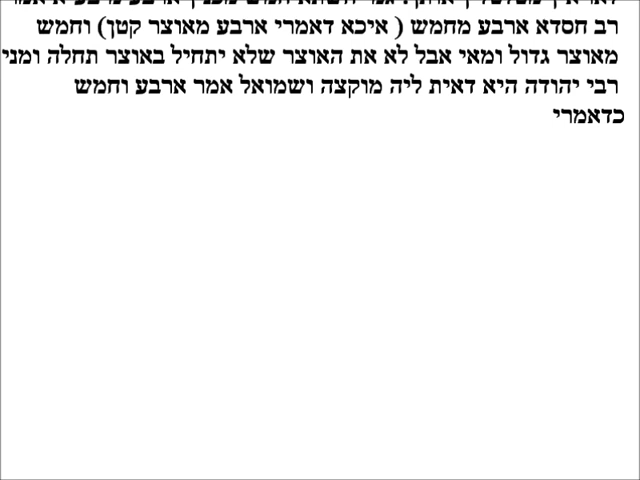 רב חסדא ארבע מחמש ( איכא דאמרי ארבע מאוצר קטן) וחמש
מאוצר גדול ומאי אבל לא את האוצר שלא יתחיל באוצר תחלה ומני
רבי יהודה היא דאית ליה מוקצה ושמואל אמר ארבע וחמש
כדאמרי